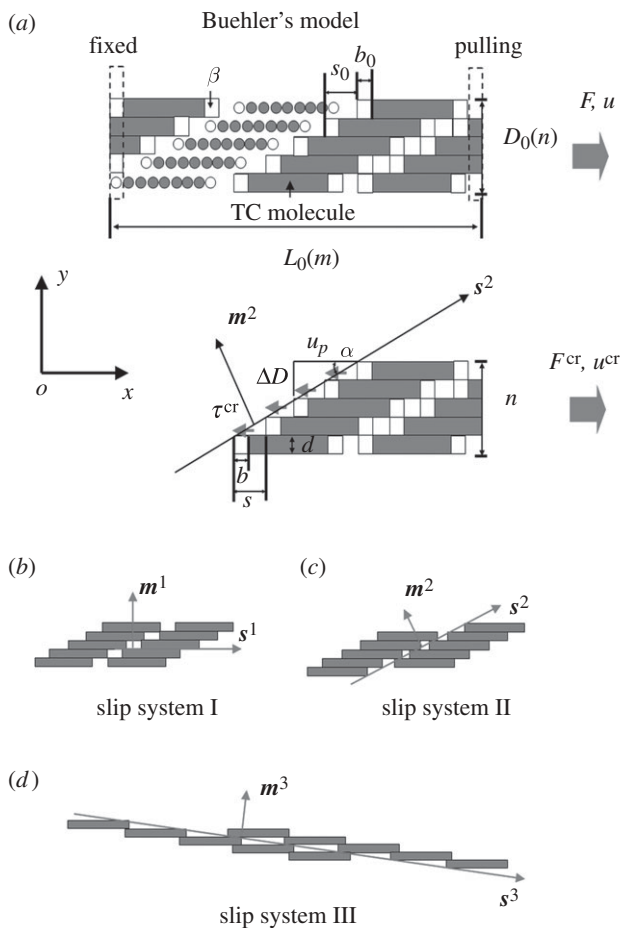 (a)
Buehler's model
fixed
pulling
β
s₀
b₀
F, u
D₀(n)
TC molecule
L₀(m)
y
x
o
m²
s²
u_p
α
ΔD
τᶜʳ
Fᶜʳ, uᶜʳ
n
d
b
s
(b)
m¹
s¹
slip system I
(c)
m²
s²
slip system II
(d)
m³
s³
slip system III